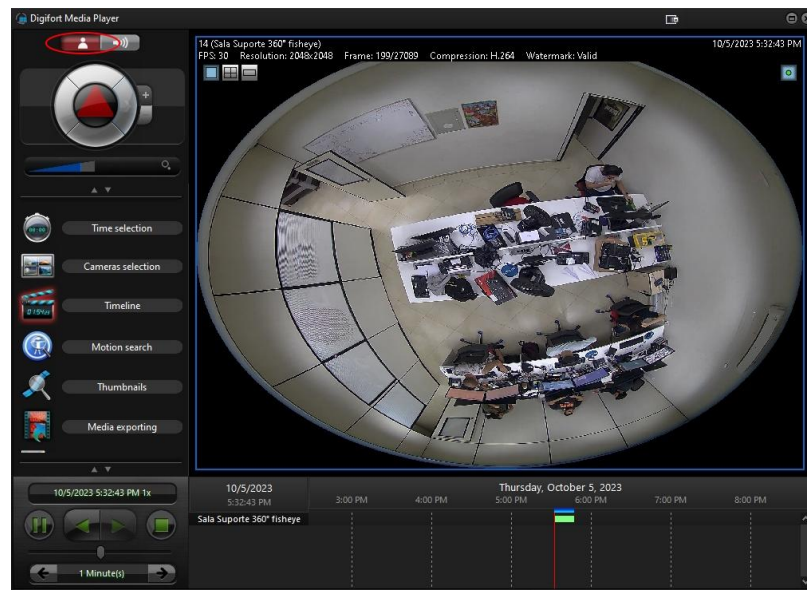 Digifort Media Player
14 (Sala Suporte 360° fisheye)
10/5/2023 5:32:43 PM
FPS: 30 Resolution: 2048x2048 Frame: 199/27089 Compression: H.264 Watermark: Valid
Time selection
Cameras selection
Timeline
Motion search
Thumbnails
Media exporting
10/5/2023 5:32:43 PM 1x
1 Minute(s)
10/5/2023
5:32:43 PM
Thursday, October 5, 2023
3:00 PM 4:00 PM 5:00 PM 6:00 PM 7:00 PM 8:00 PM
Sala Suporte 360° fisheye